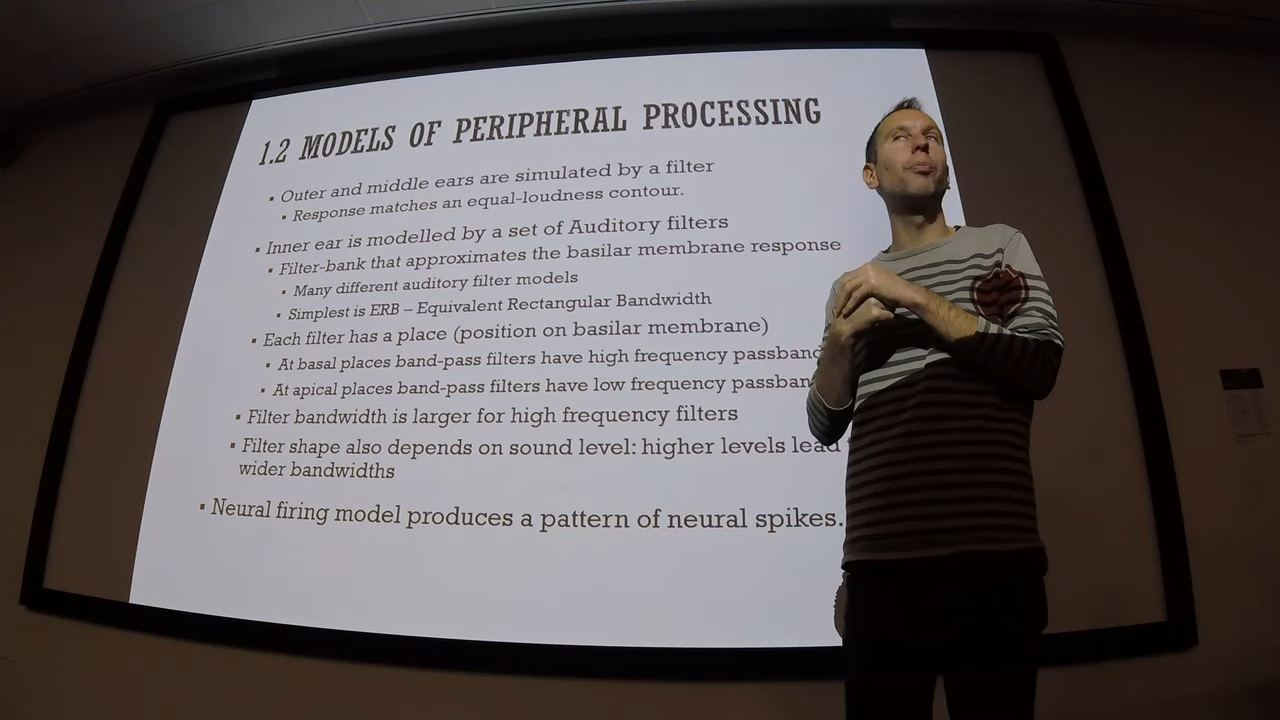 1.2 MODELS OF PERIPHERAL PROCESSING
▪ Outer and middle ears are simulated by a filter
▪ Response matches an equal-loudness contour.
▪ Inner ear is modelled by a set of Auditory filters
▪ Filter-bank that approximates the basilar membrane response
▪ Many different auditory filter models
▪ Simplest is ERB – Equivalent Rectangular Bandwidth
▪ Each filter has a place (position on basilar membrane)
▪ At basal places band-pass filters have high frequency passband
▪ At apical places band-pass filters have low frequency passban
▪ Filter bandwidth is larger for high frequency filters
▪ Filter shape also depends on sound level: higher levels lead
wider bandwidths
▪ Neural firing model produces a pattern of neural spikes.